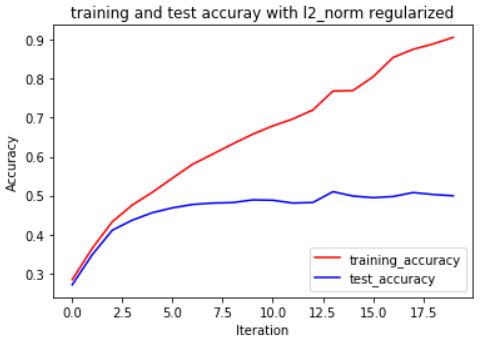 training and test accuray with l2_norm regularized
Accuracy
0.9
0.8
0.7
0.6
0.5
0.4
0.3
training_accuracy
test_accuracy
0.0 2.5 5.0 7.5 10.0 12.5 15.0 17.5
Iteration